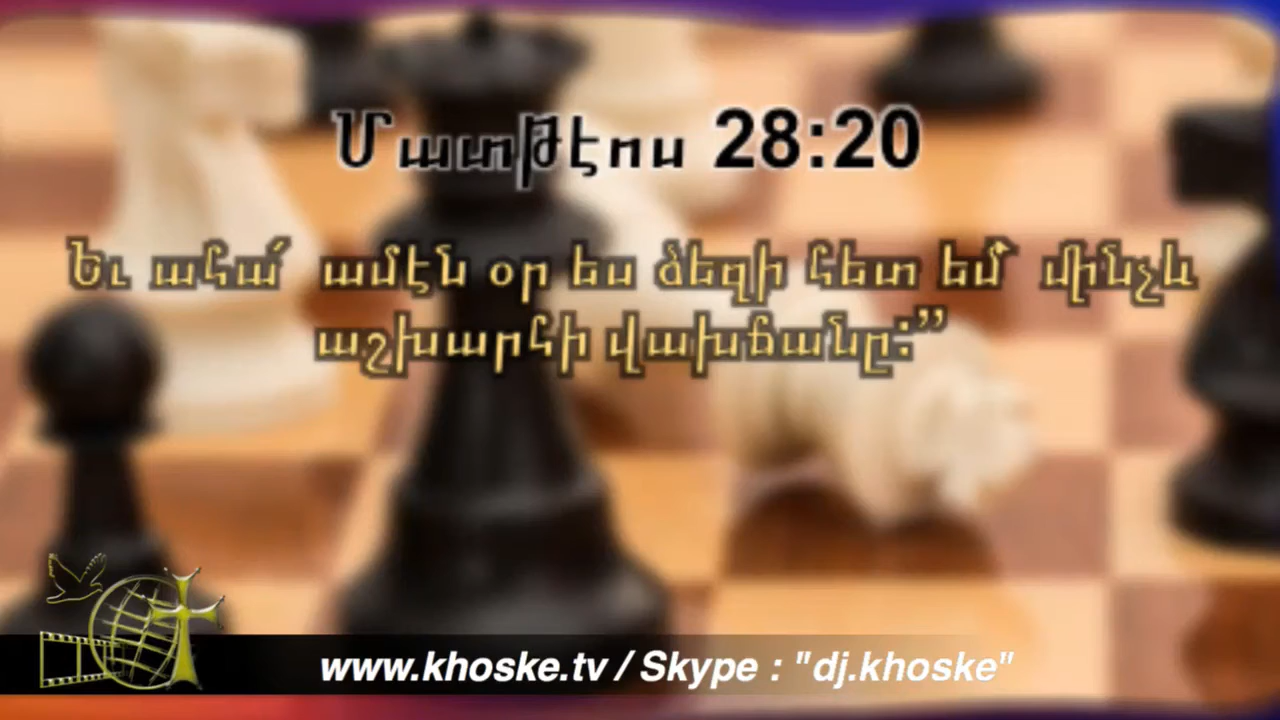 Մատթէոս 28:20
Եւ ահա՛ ամէն օր ես ձեզի հետ եմ՝ մինչև
աշխարհի վախճանը:”
www.khoske.tv / Skype : "dj.khoske"